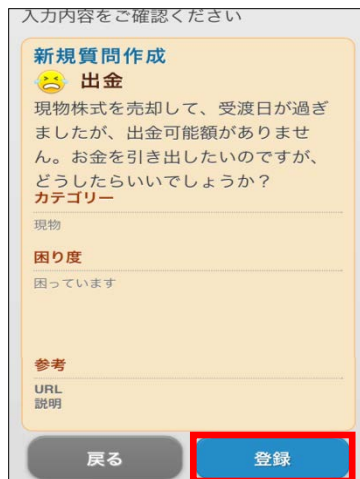 入力内容をご確認ください
新規質問作成
出金
現物株式を売却して、受渡日が過ぎ
ましたが、出金可能額がありませ
ん。お金を引き出したいのですが、
どうしたらいいでしょうか？
カテゴリー
現物
困り度
困っています
参考
URL
説明
戻る
登録